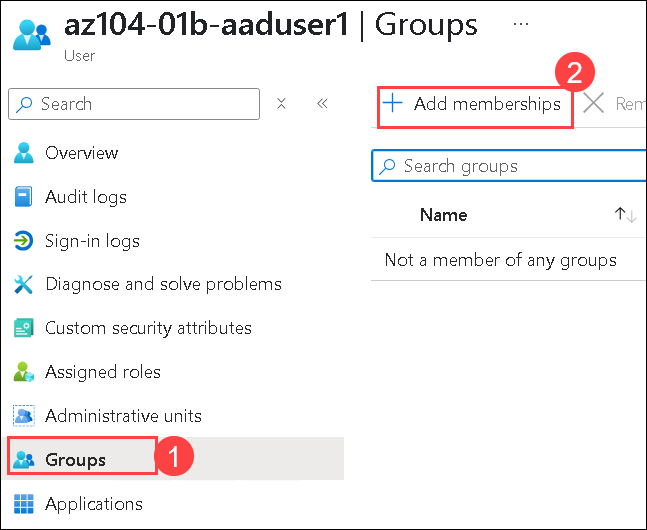 az104-01b-aaduser1 | Groups ...
User
2
Search
+ Add memberships
Rem
Search groups
Overview
Audit logs
Name
Sign-in logs
Not a member of any groups
Diagnose and solve problems
Custom security attributes
Assigned roles
Administrative units
Groups
1
Applications